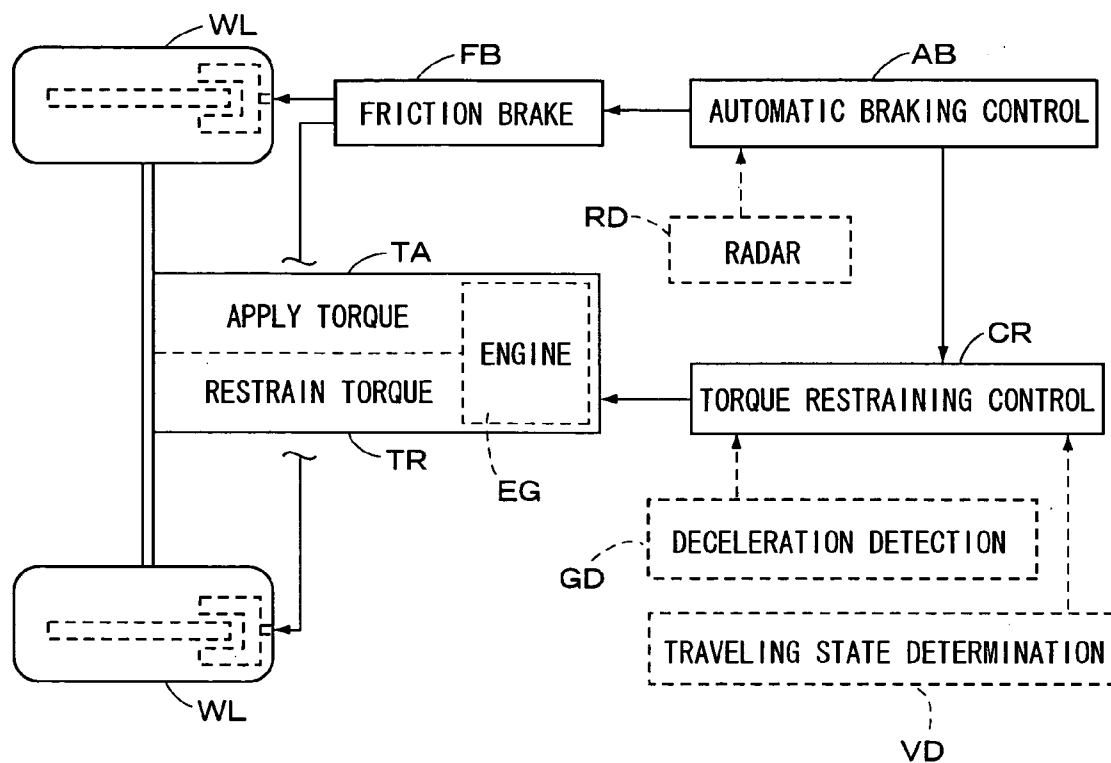 WL
FB
AB
FRICTION BRAKE
AUTOMATIC BRAKING CONTROL
RD
RADAR
TA
APPLY TORQUE
ENGINE
RESTRAIN TORQUE
CR
TORQUE RESTRAINING CONTROL
TR
EG
DECELERATION DETECTION
GD
TRAVELING STATE DETERMINATION
WL
VD